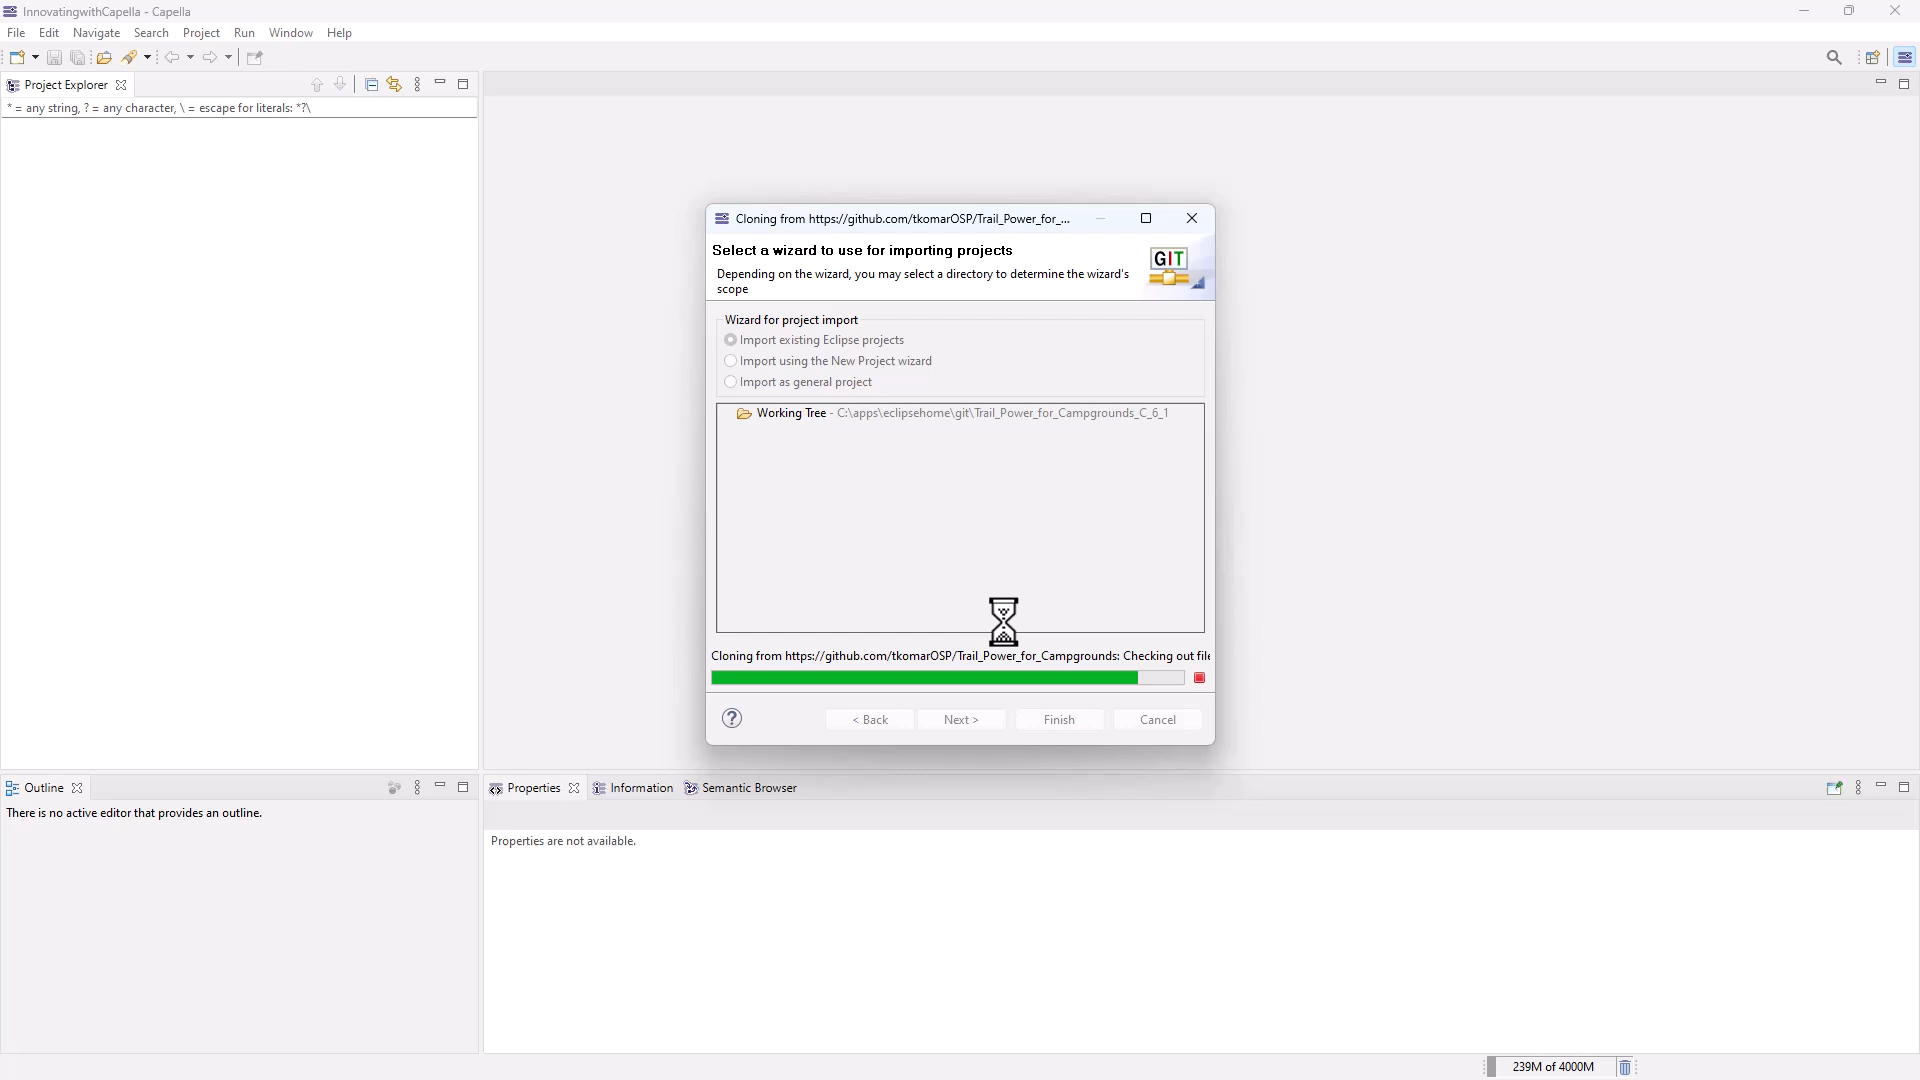 InnovatingwithCapella - Capella
File Edit Navigate Search Project Run Window Help
Project Explorer
* = any string, ? = any character, \ = escape for literals: *?\
Cloning from https://github.com/tkomarOSP/Trail_Power_for_...
Select a wizard to use for importing projects
Depending on the wizard, you may select a directory to determine the wizard's
scope
GIT
Wizard for project import
Import existing Eclipse projects
Import using the New Project wizard
Import as general project
Working Tree - C:\apps\eclipsehome\git\Trail_Power_for_Campgrounds_C_6_1
Cloning from https://github.com/tkomarOSP/Trail_Power_for_Campgrounds: Checking out file
? < Back Next > Finish Cancel
Outline
There is no active editor that provides an outline.
Properties Information Semantic Browser
Properties are not available.
239M of 4000M